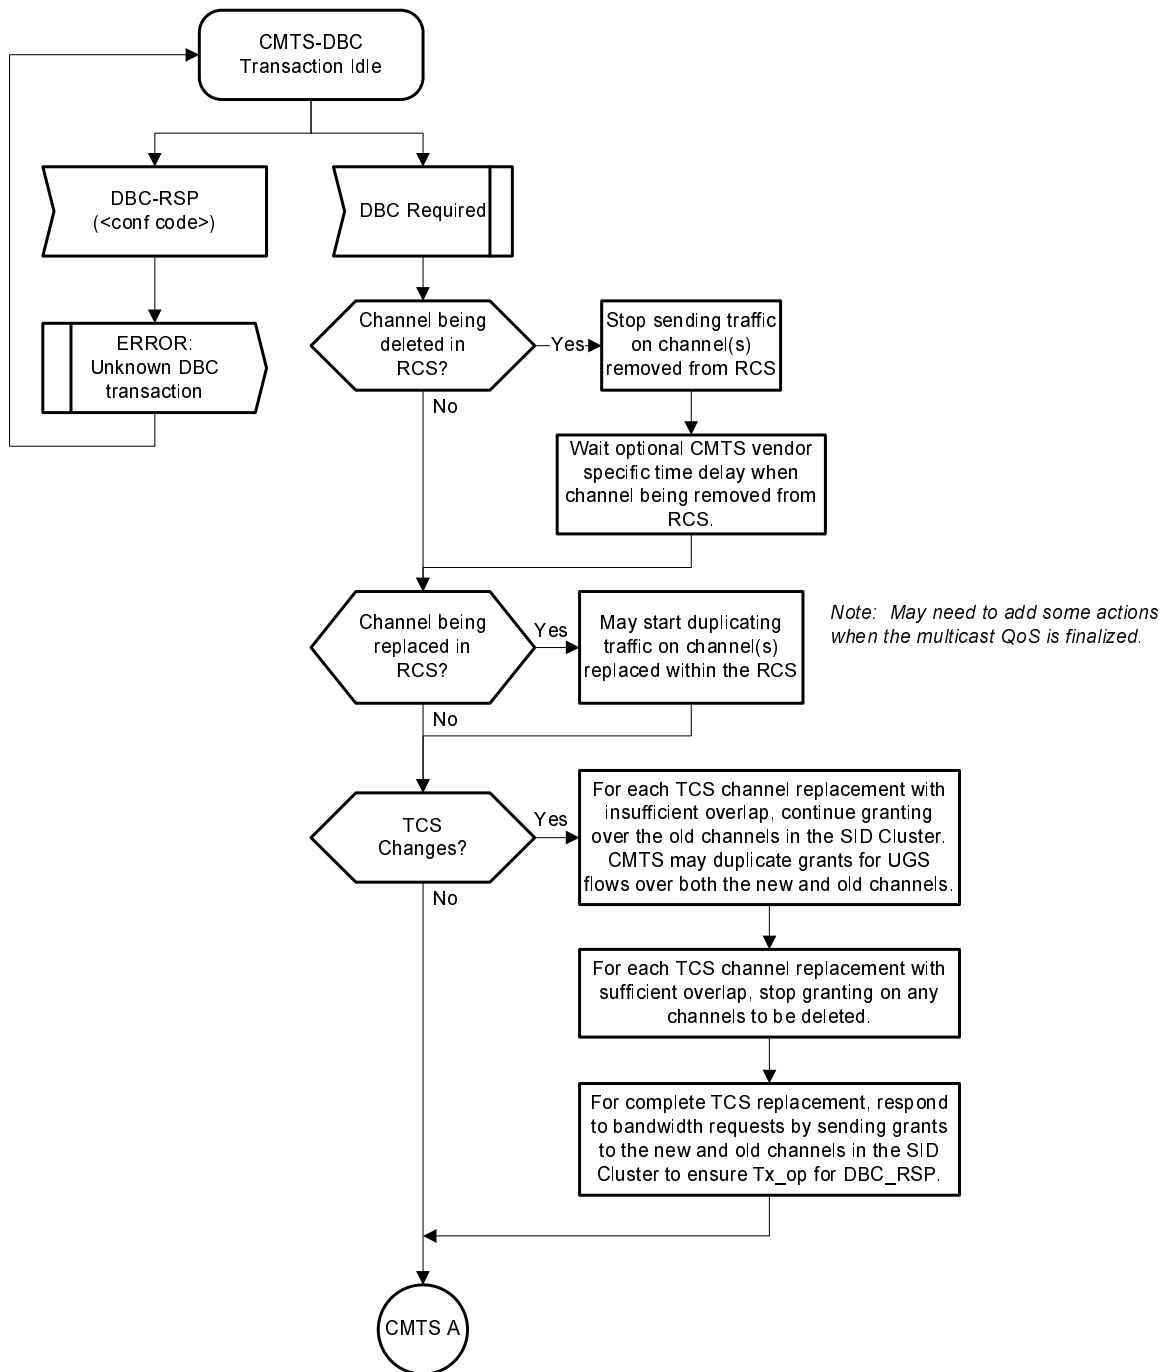 CMTS-DBC
Transaction Idle
DBC-RSP
(<conf code>)
DBC Required
ERROR:
Unknown DBC
transaction
Channel being
deleted in
RCS?
Yes
Stop sending traffic
on channel(s)
removed from RCS
No
Wait optional CMTS vendor
specific time delay when
channel being removed from
RCS.
Channel being
replaced in
RCS?
Yes
May start duplicating
traffic on channel(s)
replaced within the RCS
Note: May need to add some actions
when the multicast QoS is finalized.
No
TCS
Changes?
Yes
For each TCS channel replacement with
insufficient overlap, continue granting
over the old channels in the SID Cluster.
CMTS may duplicate grants for UGS
flows over both the new and old channels.
No
For each TCS channel replacement with
sufficient overlap, stop granting on any
channels to be deleted.
For complete TCS replacement, respond
to bandwidth requests by sending grants
to the new and old channels in the SID
Cluster to ensure Tx_op for DBC_RSP.
CMTS A